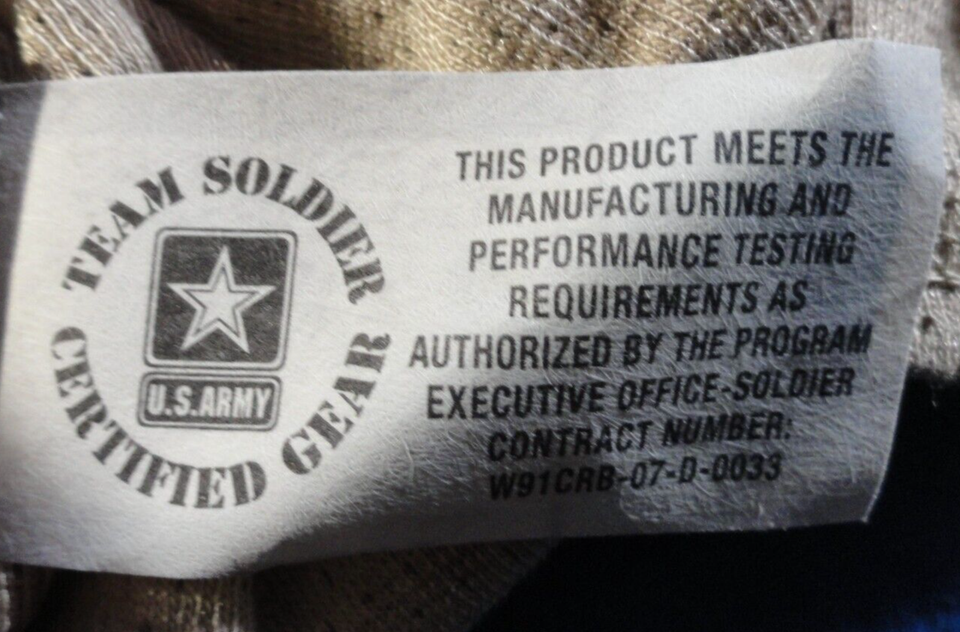 TEAM SOLDIER
CERTIFIED GEAR
U.S.ARMY
THIS PRODUCT MEETS THE
MANUFACTURING AND
PERFORMANCE TESTING
REQUIREMENTS AS
AUTHORIZED BY THE PROGRAM
EXECUTIVE OFFICE-SOLDIER
CONTRACT NUMBER:
W91CRB-07-D-0033